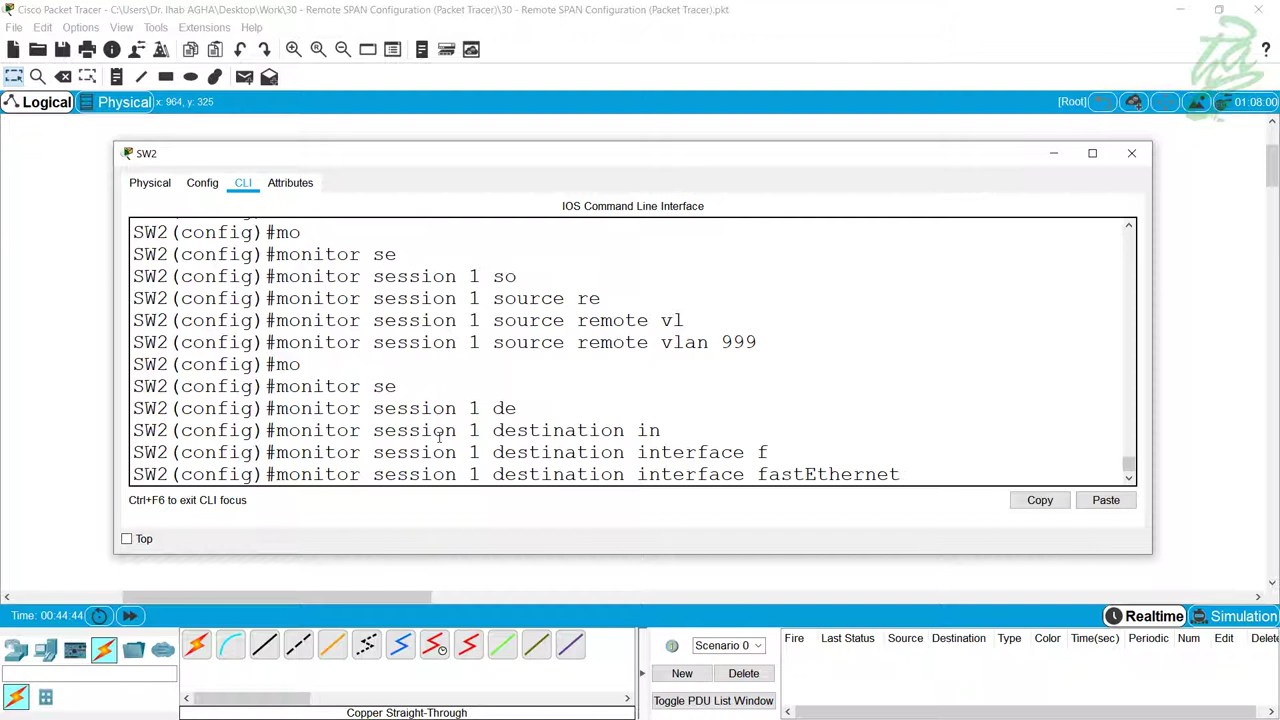 Cisco Packet Tracer - C:\Users\Dr. Ihab AGHA\Desktop\Work\30 - Remote SPAN Configuration (Packet Tracer)\30 - Remote SPAN Configuration (Packet Tracer).pkt
File Edit Options View Tools Extensions Help
Logical Physical x: 964, y: 325 [Root] 01:08:00
SW2
Physical Config CLI Attributes
IOS Command Line Interface
SW2(config)#mo
SW2(config)#monitor se
SW2(config)#monitor session 1 so
SW2(config)#monitor session 1 source re
SW2(config)#monitor session 1 source remote vl
SW2(config)#monitor session 1 source remote vlan 999
SW2(config)#mo
SW2(config)#monitor se
SW2(config)#monitor session 1 de
SW2(config)#monitor session 1 destination in
SW2(config)#monitor session 1 destination interface f
SW2(config)#monitor session 1 destination interface fastEthernet
Ctrl+F6 to exit CLI focus Copy Paste
Top
Time: 00:44:44 Realtime Simulation
Scenario 0 Fire Last Status Source Destination Type Color Time(sec) Periodic Num Edit Delet
New Delete
Toggle PDU List Window
Copper Straight-Through